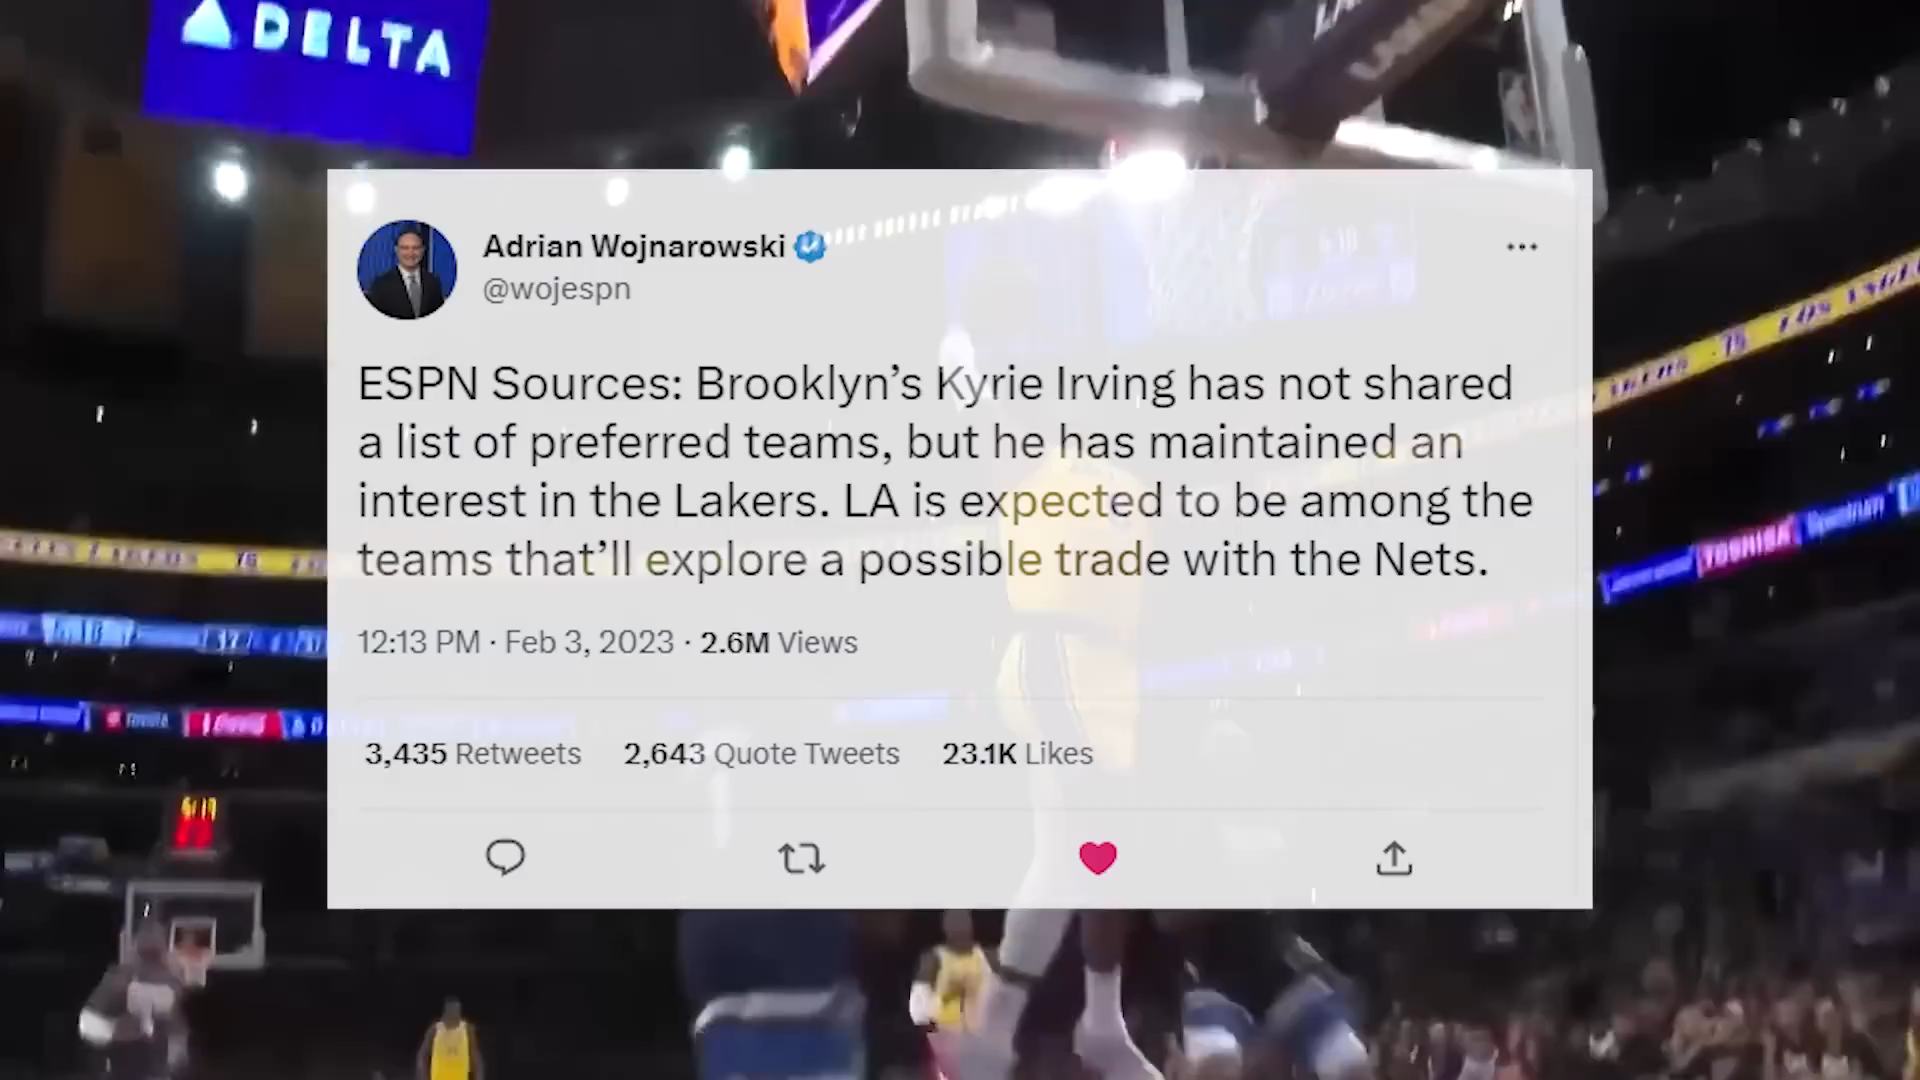 DELTA
Adrian Wojnarowski
@wojespn
ESPN Sources: Brooklyn’s Kyrie Irving has not shared
a list of preferred teams, but he has maintained an
interest in the Lakers. LA is expected to be among the
teams that’ll explore a possible trade with the Nets.
12:13 PM · Feb 3, 2023 · 2.6M Views
3,435 Retweets 2,643 Quote Tweets 23.1K Likes
TOSHIBA
Spectrum